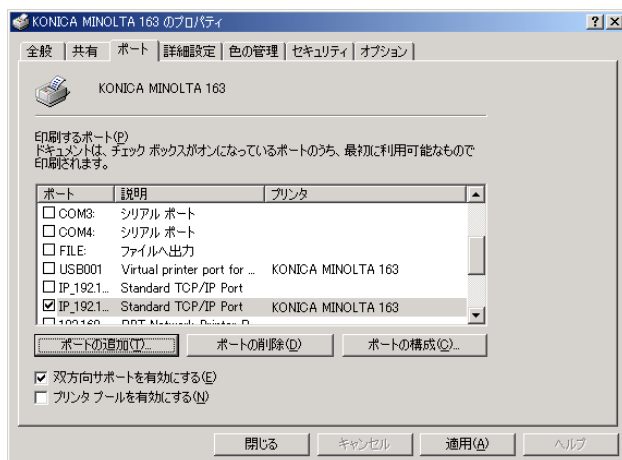 KONICA MINOLTA 163 のプロパティ
全般 共有 ポート 詳細設定 色の管理 セキュリティ オプション
KONICA MINOLTA 163
印刷するポート(P)
ドキュメントは、チェック ボックスがオンになっているポートのうち、最初に利用可能なもので
印刷されます。
ポート 説明 プリンタ
COM3: シリアル ポート
COM4: シリアル ポート
FILE: ファイルへ出力
USB001 Virtual printer port for ... KONICA MINOLTA 163
IP_192.1... Standard TCP/IP Port
IP_192.1... Standard TCP/IP Port KONICA MINOLTA 163
ポートの追加(T)... ポートの削除(D) ポートの構成(C)...
双方向サポートを有効にする(E)
プリンタ プールを有効にする(N)
閉じる キャンセル 適用(A) ヘルプ